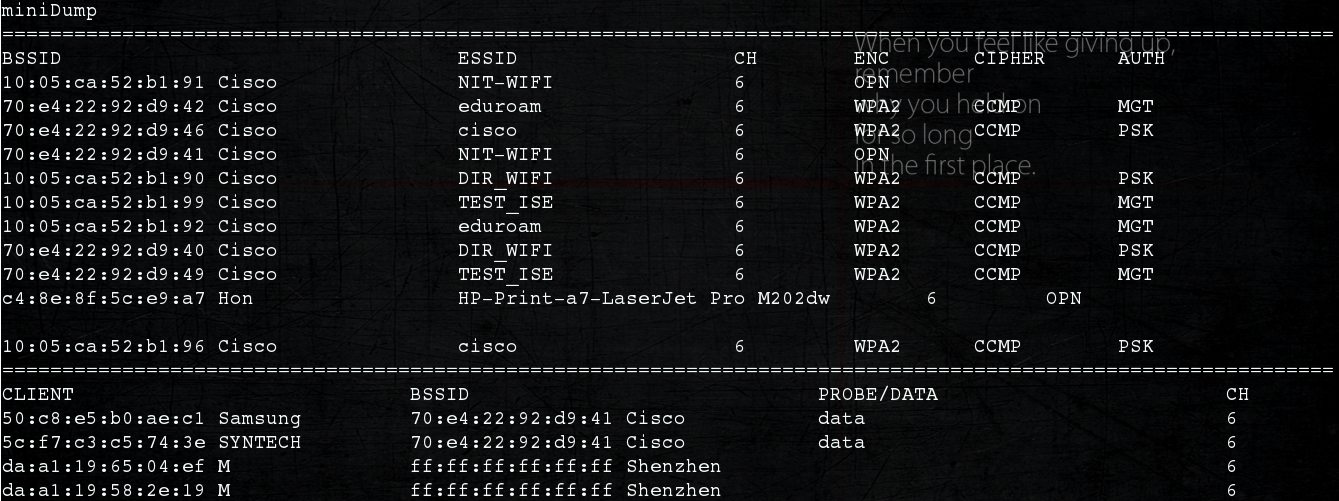 miniDump
=====================================================================
BSSID ESSID CH ENC CIPHER AUTH
10:05:ca:52:b1:91 Cisco NIT-WIFI 6 OPN
70:e4:22:92:d9:42 Cisco eduroam 6 WPA2 CCMP MGT
70:e4:22:92:d9:46 Cisco cisco 6 WPA2 CCMP PSK
70:e4:22:92:d9:41 Cisco NIT-WIFI 6 OPN
10:05:ca:52:b1:90 Cisco DIR_WIFI 6 WPA2 CCMP PSK
10:05:ca:52:b1:99 Cisco TEST_ISE 6 WPA2 CCMP MGT
10:05:ca:52:b1:92 Cisco eduroam 6 WPA2 CCMP MGT
70:e4:22:92:d9:40 Cisco DIR_WIFI 6 WPA2 CCMP PSK
70:e4:22:92:d9:49 Cisco TEST_ISE 6 WPA2 CCMP MGT
c4:8e:8f:5c:e9:a7 Hon HP-Print-a7-LaserJet Pro M202dw 6 OPN
10:05:ca:52:b1:96 Cisco cisco 6 WPA2 CCMP PSK
=====================================================================
CLIENT BSSID PROBE/DATA CH
50:c8:e5:b0:ae:c1 Samsung 70:e4:22:92:d9:41 Cisco data 6
5c:f7:c3:c5:74:3e SYNTECH 70:e4:22:92:d9:41 Cisco data 6
da:a1:19:65:04:ef M ff:ff:ff:ff:ff:ff Shenzhen 6
da:a1:19:58:2e:19 M ff:ff:ff:ff:ff:ff Shenzhen 6
When you feel like giving up,
remember
why you held on
for so long
in the first place.